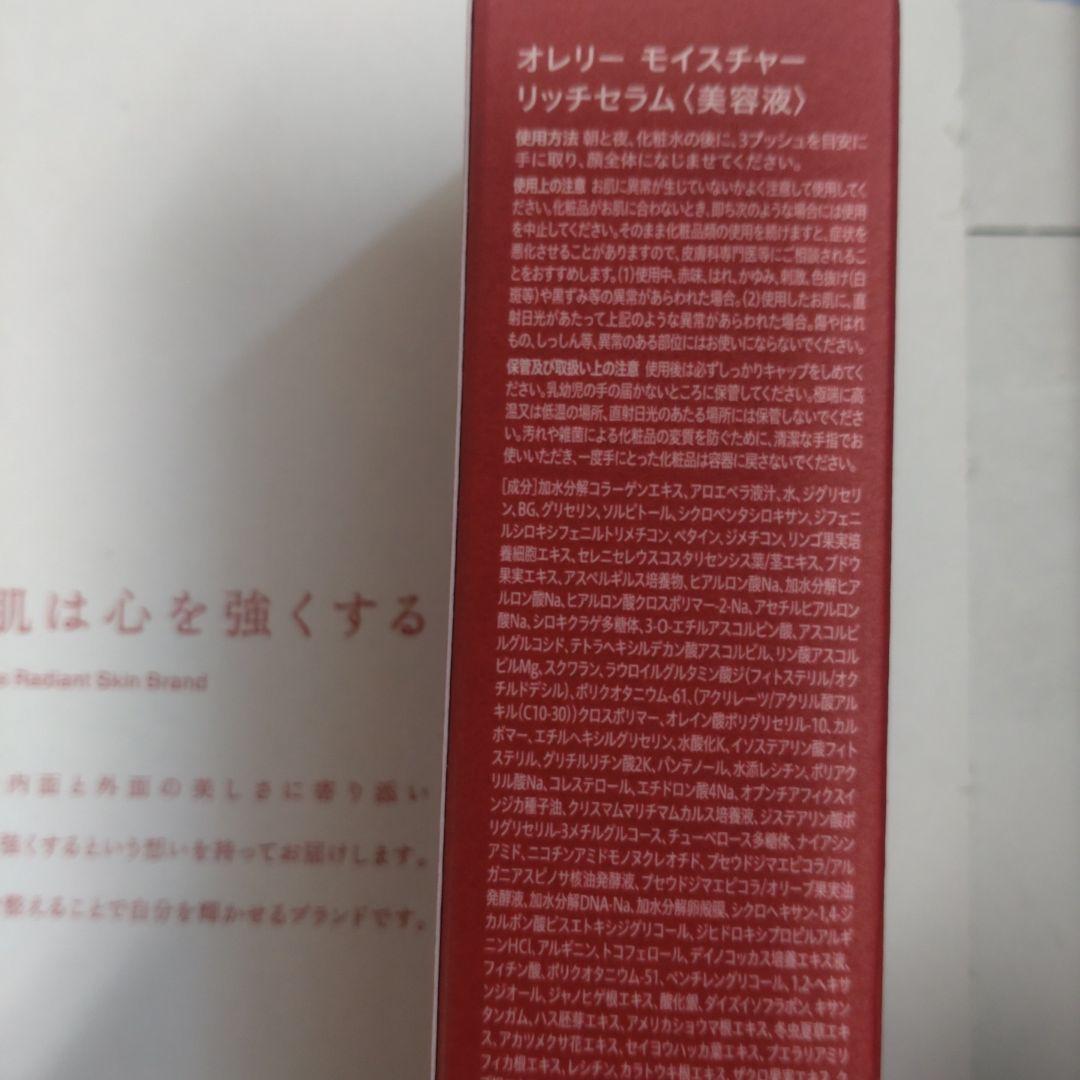 オレリー モイスチャー
リッチセラム〈美容液〉
使用方法 朝と夜、化粧水の後に、3プッシュを目安に
手に取り、顔全体になじませてください。
使用上の注意 お肌に異常が生じていないかよく注意して使用してく
ださい。化粧品がお肌に合わないとき、即ち次のような場合には使用
を中止してください。そのまま化粧品類の使用を続けますと、症状を
悪化させることがありますので、皮膚科専門医等にご相談されるこ
とをおすすめします。(1)使用中、赤味、はれ、かゆみ、刺激、色抜け(白
斑等)や黒ずみ等の異常があらわれた場合。(2)使用したお肌に、直
射日光があたって上記のような異常があらわれた場合。傷やはれ
もの、しっしん等、異常のある部位にはお使いにならないでください。
保管及び取扱い上の注意 使用後は必ずしっかりキャップをしめてく
ださい。乳幼児の手の届かないところに保管してください。極端に高
温又は低温の場所、直射日光のあたる場所には保管しないでくださ
い。汚れや雑菌による化粧品の変質を防ぐために、清潔な手指でお
使いいただき、一度手にとった化粧品は容器に戻さないでください。
[成分]加水分解コラーゲンエキス、アロエベラ液汁、水、ジグリセリ
ン、BG、グリセリン、ソルビトール、シクロペンタシロキサン、ジフェニ
ルシロキシフェニルトリメチコン、ベタイン、ジメチコン、リンゴ果実培
養細胞エキス、セレニセレウスコスタリセンシス葉/茎エキス、ブドウ
果実エキス、アスペルギルス培養物、ヒアルロン酸Na、加水分解ヒア
ルロン酸Na、ヒアルロン酸クロスポリマー-2-Na、アセチルヒアルロン
酸Na、シロキクラゲ多糖体、3-O-エチルアスコルビン酸、アスコルビ
ルグルコシド、テトラヘキシルデカン酸アスコルビル、リン酸アスコル
ビルMg、スクワラン、ラウロイルグルタミン酸ジ(フィトステリル/オク
チルドデシル)、ポリクオタニウム-61、(アクリレーツ/アクリル酸アル
キル(C10-30))クロスポリマー、オレイン酸ポリグリセリル-10、カル
ボマー、エチルヘキシルグリセリン、水酸化K、イソステアリン酸フィト
ステリル、グリチルリチン酸2K、パンテノール、水添レシチン、ポリアク
リル酸Na、コレステロール、エチドロン酸4Na、オプンチアフィクスイ
ンジカ種子油、クリスマムマリチマムカルス培養液、ジステアリン酸ポ
リグリセリル-3メチルグルコース、チューベロース多糖体、ナイアシン
アミド、ニコチンアミドモノヌクレオチド、プセウドジマエピコラ/アル
ガニアスピノサ核油発酵液、プセウドジマエピコラ/オリーブ果実油
発酵液、加水分解DNA-Na、加水分解卵殻膜、シクロヘキサン-1,4-ジ
カルボン酸ビスエトキシジグリコール、ジヒドロキシプロピルアルギ
ニンHCl、アルギニン、トコフェロール、デイノコッカス培養エキス液、
フィチン酸、ポリクオタニウム-51、ペンチレングリコール、1,2-ヘキサ
ンジオール、ジャノヒゲ根エキス、酸化銀、ダイズイソフラボン、キサン
タンガム、ハス胚芽エキス、アメリカショウマ根エキス、冬虫夏草エキ
ス、アカツメクサ花エキス、セイヨウハッカ葉エキス、プエラリアミリ
フィカ根エキス、レシチン、カラトウキ根エキス、ザクロ果実エキス、
肌は心を強くする
Radiant Skin Brand
内面と外面の美しさに寄り添い
強くするという想いを持ってお届けします。
整えることで自分を輝かせるブランドです。